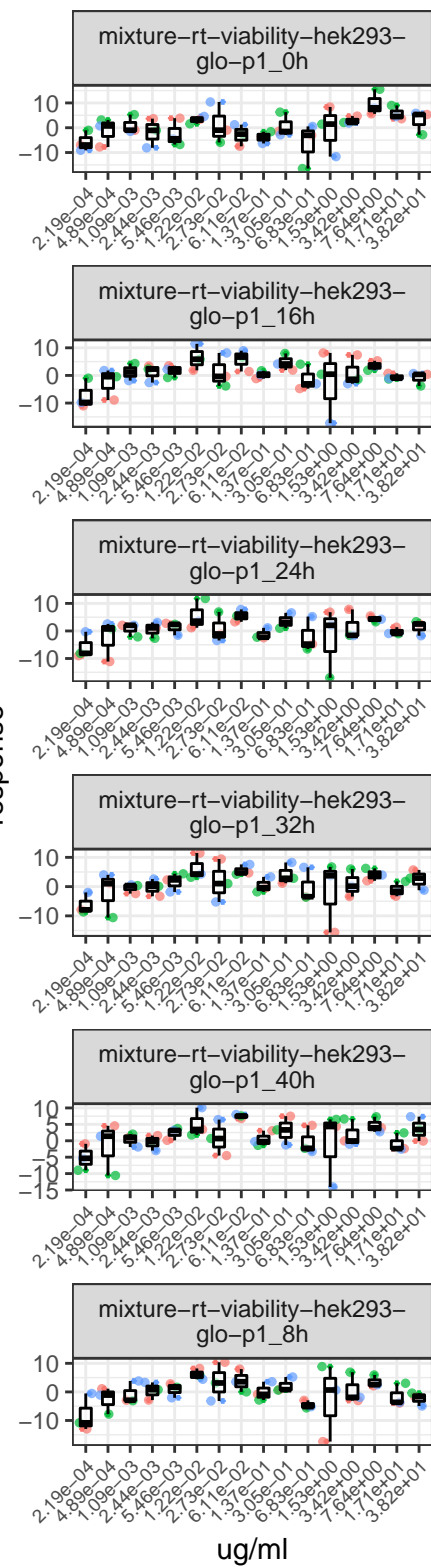 mixture-rt-viability-hek293-
glo-p1_0h
10
0
-10
2.19e-04
4.89e-04
1.09e-03
2.44e-03
5.46e-03
1.22e-02
2.73e-02
6.11e-02
1.37e-01
3.05e-01
6.83e-01
1.53e+00
3.42e+00
7.64e+00
1.71e+01
3.82e+01
mixture-rt-viability-hek293-
glo-p1_16h
10
0
-10
2.19e-04
4.89e-04
1.09e-03
2.44e-03
5.46e-03
1.22e-02
2.73e-02
6.11e-02
1.37e-01
3.05e-01
6.83e-01
1.53e+00
3.42e+00
7.64e+00
1.71e+01
3.82e+01
mixture-rt-viability-hek293-
glo-p1_24h
10
0
-10
2.19e-04
4.89e-04
1.09e-03
2.44e-03
5.46e-03
1.22e-02
2.73e-02
6.11e-02
1.37e-01
3.05e-01
6.83e-01
1.53e+00
3.42e+00
7.64e+00
1.71e+01
3.82e+01
mixture-rt-viability-hek293-
glo-p1_32h
10
0
-10
2.19e-04
4.89e-04
1.09e-03
2.44e-03
5.46e-03
1.22e-02
2.73e-02
6.11e-02
1.37e-01
3.05e-01
6.83e-01
1.53e+00
3.42e+00
7.64e+00
1.71e+01
3.82e+01
mixture-rt-viability-hek293-
glo-p1_40h
10
5
0
-5
-10
-15
2.19e-04
4.89e-04
1.09e-03
2.44e-03
5.46e-03
1.22e-02
2.73e-02
6.11e-02
1.37e-01
3.05e-01
6.83e-01
1.53e+00
3.42e+00
7.64e+00
1.71e+01
3.82e+01
mixture-rt-viability-hek293-
glo-p1_8h
10
0
-10
2.19e-04
4.89e-04
1.09e-03
2.44e-03
5.46e-03
1.22e-02
2.73e-02
6.11e-02
1.37e-01
3.05e-01
6.83e-01
1.53e+00
3.42e+00
7.64e+00
1.71e+01
3.82e+01
ug/ml